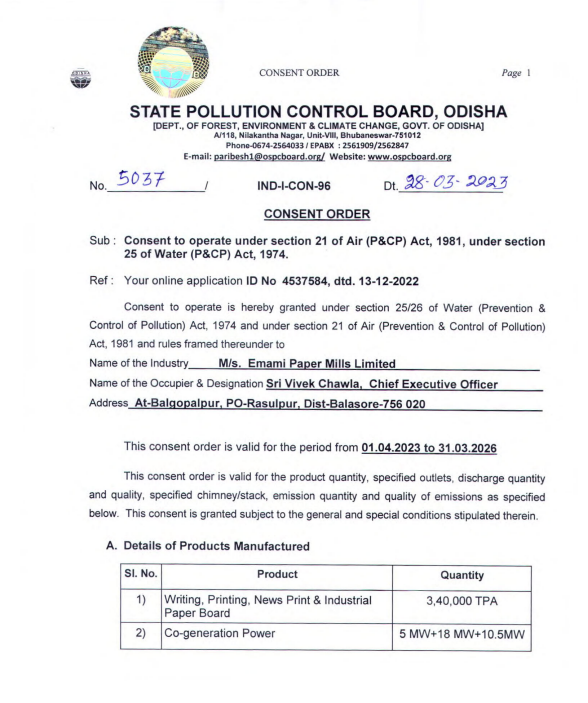 CONSENT ORDER Page 1
STATE POLLUTION CONTROL BOARD, ODISHA
[DEPT., OF FOREST, ENVIRONMENT & CLIMATE CHANGE, GOVT. OF ODISHA]
A/118, Nilakantha Nagar, Unit-VIII, Bhubaneswar-751012
Phone-0674-2564033 / EPABX : 2561909/2562847
E-mail: paribesh1@ospcboard.org/ Website: www.ospcboard.org
No. 5037 / IND-I-CON-96 Dt. 28-03-2023
CONSENT ORDER
Sub : Consent to operate under section 21 of Air (P&CP) Act, 1981, under section
25 of Water (P&CP) Act, 1974.
Ref : Your online application ID No 4537584, dtd. 13-12-2022
Consent to operate is hereby granted under section 25/26 of Water (Prevention &
Control of Pollution) Act, 1974 and under section 21 of Air (Prevention & Control of Pollution)
Act, 1981 and rules framed thereunder to
Name of the Industry M/s. Emami Paper Mills Limited
Name of the Occupier & Designation Sri Vivek Chawla, Chief Executive Officer
Address At-Balgopalpur, PO-Rasulpur, Dist-Balasore-756 020
This consent order is valid for the period from 01.04.2023 to 31.03.2026
This consent order is valid for the product quantity, specified outlets, discharge quantity
and quality, specified chimney/stack, emission quantity and quality of emissions as specified
below. This consent is granted subject to the general and special conditions stipulated therein.
A. Details of Products Manufactured
Sl. No. Product Quantity
1) Writing, Printing, News Print & Industrial 3,40,000 TPA
Paper Board
2) Co-generation Power 5 MW+18 MW+10.5MW